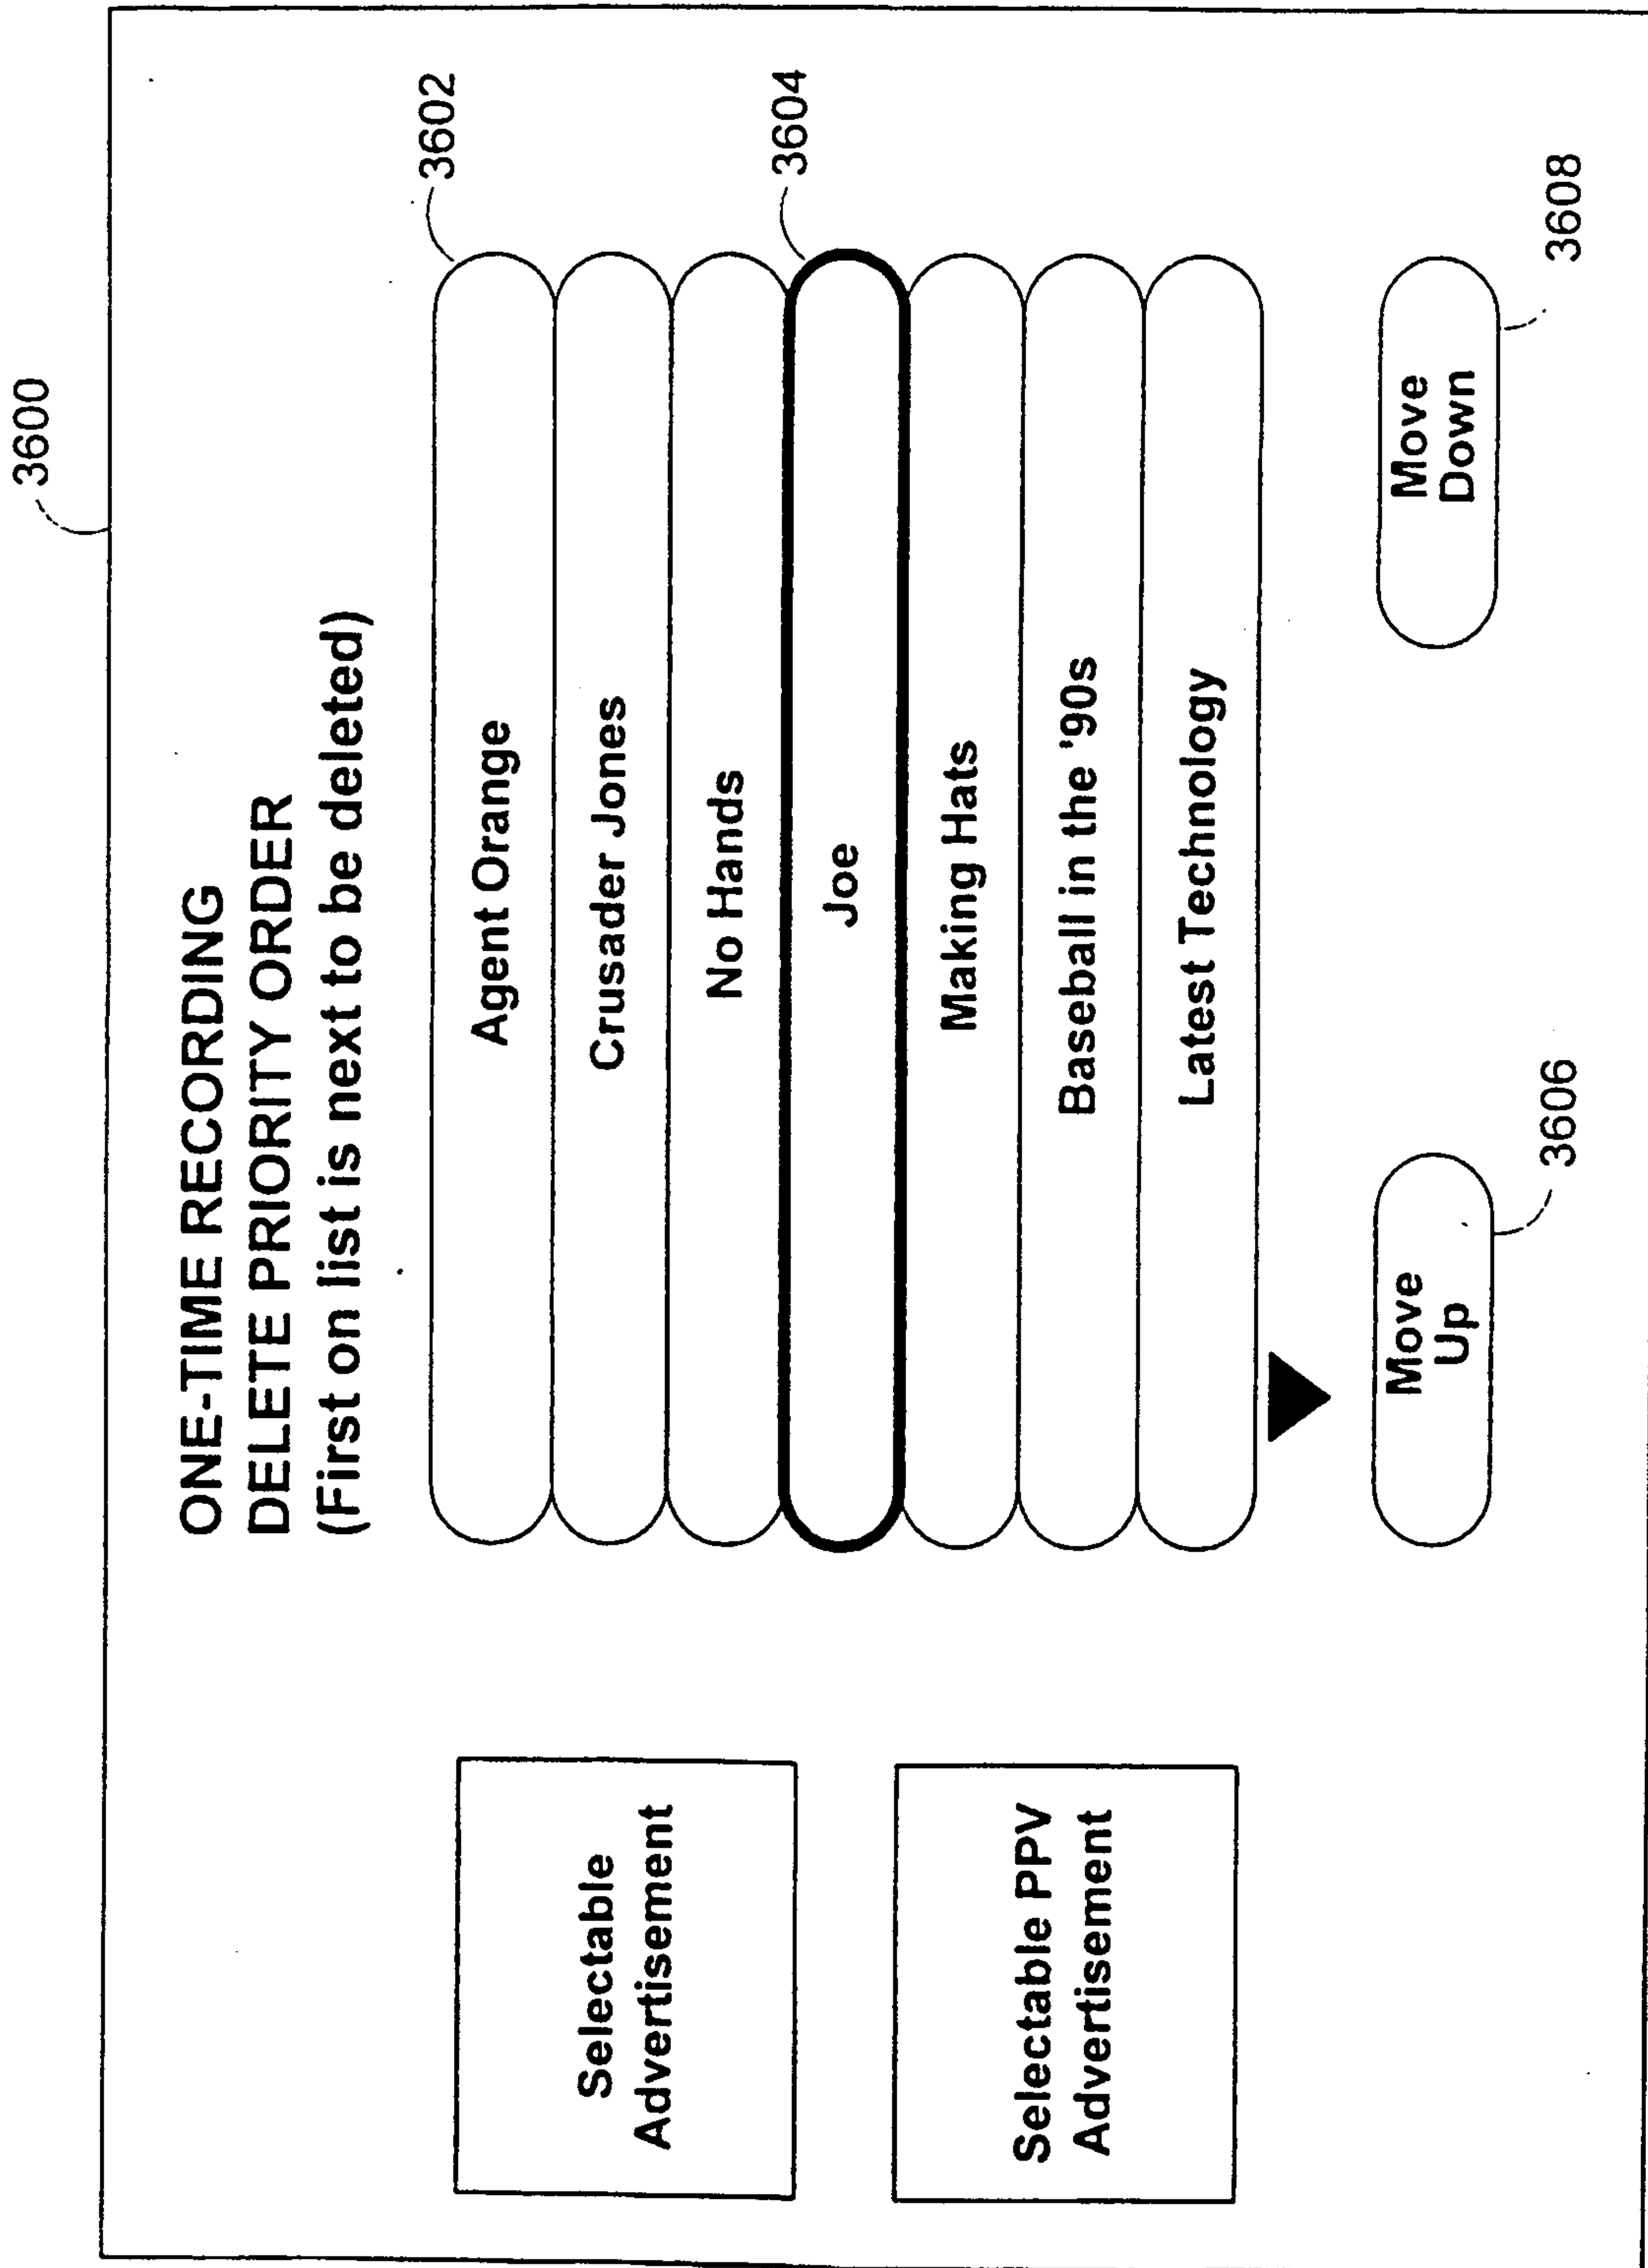 3600
ONE-TIME RECORDING
DELETE PRIORITY ORDER
(First on list is next to be deleted)
3602
Agent Orange
Crusader Jones
No Hands
3604
Joe
Making Hats
Baseball in the '90s
Latest Technology
Selectable
Advertisement
Selectable PPV
Advertisement
Move
Up
3606
Move
Down
3608